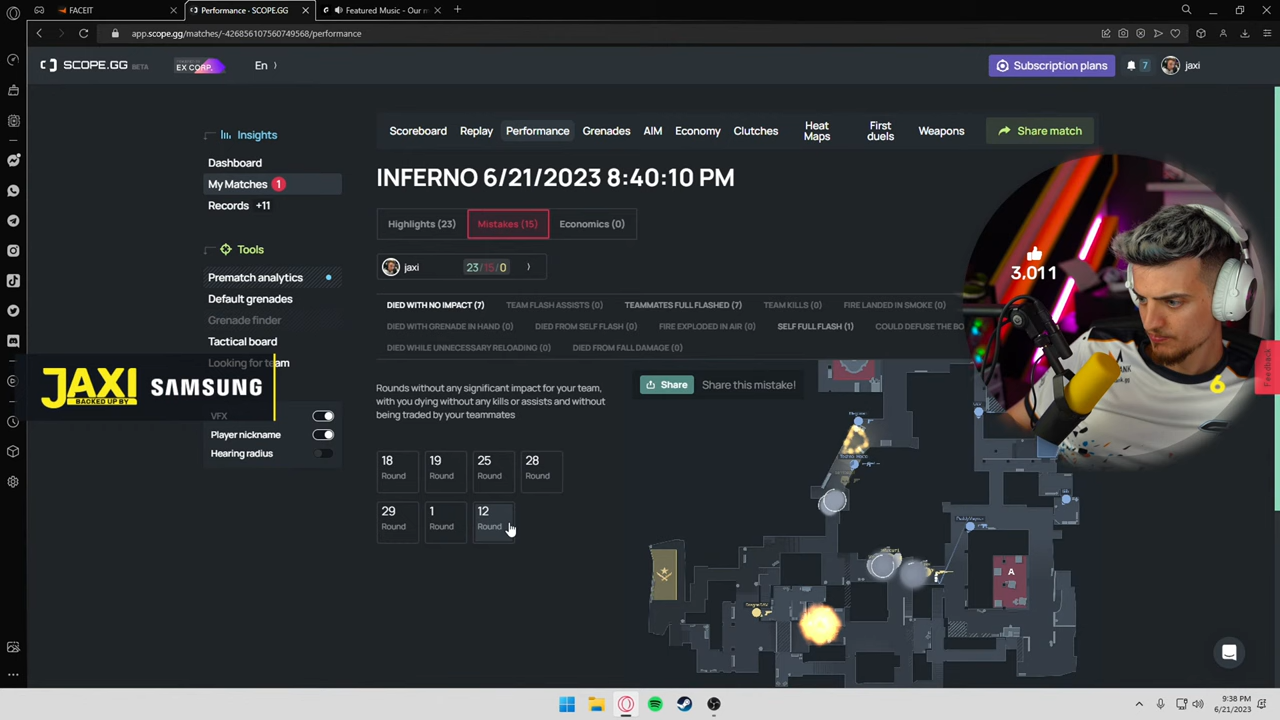 FACEIT
Performance - SCOPE.GG
Featured Music - Our m
app.scope.gg/matches/-426856107560749568/performance
SCOPE.GG BETA
EX CORP.
En
Subscription plans
7
jaxi
Insights
Dashboard
My Matches 1
Records +11
Tools
Prematch analytics
Default grenades
Grenade finder
Tactical board
Looking for team
JAXI
BACKED UP BY
SAMSUNG
VFX
Player nickname
Hearing radius
Scoreboard
Replay
Performance
Grenades
AIM
Economy
Clutches
Heat Maps
First duels
Weapons
Share match
INFERNO 6/21/2023 8:40:10 PM
Highlights (23)
Mistakes (15)
Economics (0)
jaxi 23/15/0
DIED WITH NO IMPACT (7) TEAM FLASH ASSISTS (0) TEAMMATES FULL FLASHED (7) TEAM KILLS (0) FIRE LANDED IN SMOKE (0)
DIED WITH GRENADE IN HAND (0) DIED FROM SELF FLASH (0) FIRE EXPLODED IN AIR (0) SELF FULL FLASH (1) COULD DEFUSE THE BO
DIED WHILE UNNECESSARY RELOADING (0) DIED FROM FALL DAMAGE (0)
Rounds without any significant impact for your team,
with you dying without any kills or assists and without
being traded by your teammates
Share
Share this mistake!
18 Round
19 Round
25 Round
28 Round
29 Round
1 Round
12 Round
A
3,011
6
Feedback
9:38 PM
6/21/2023